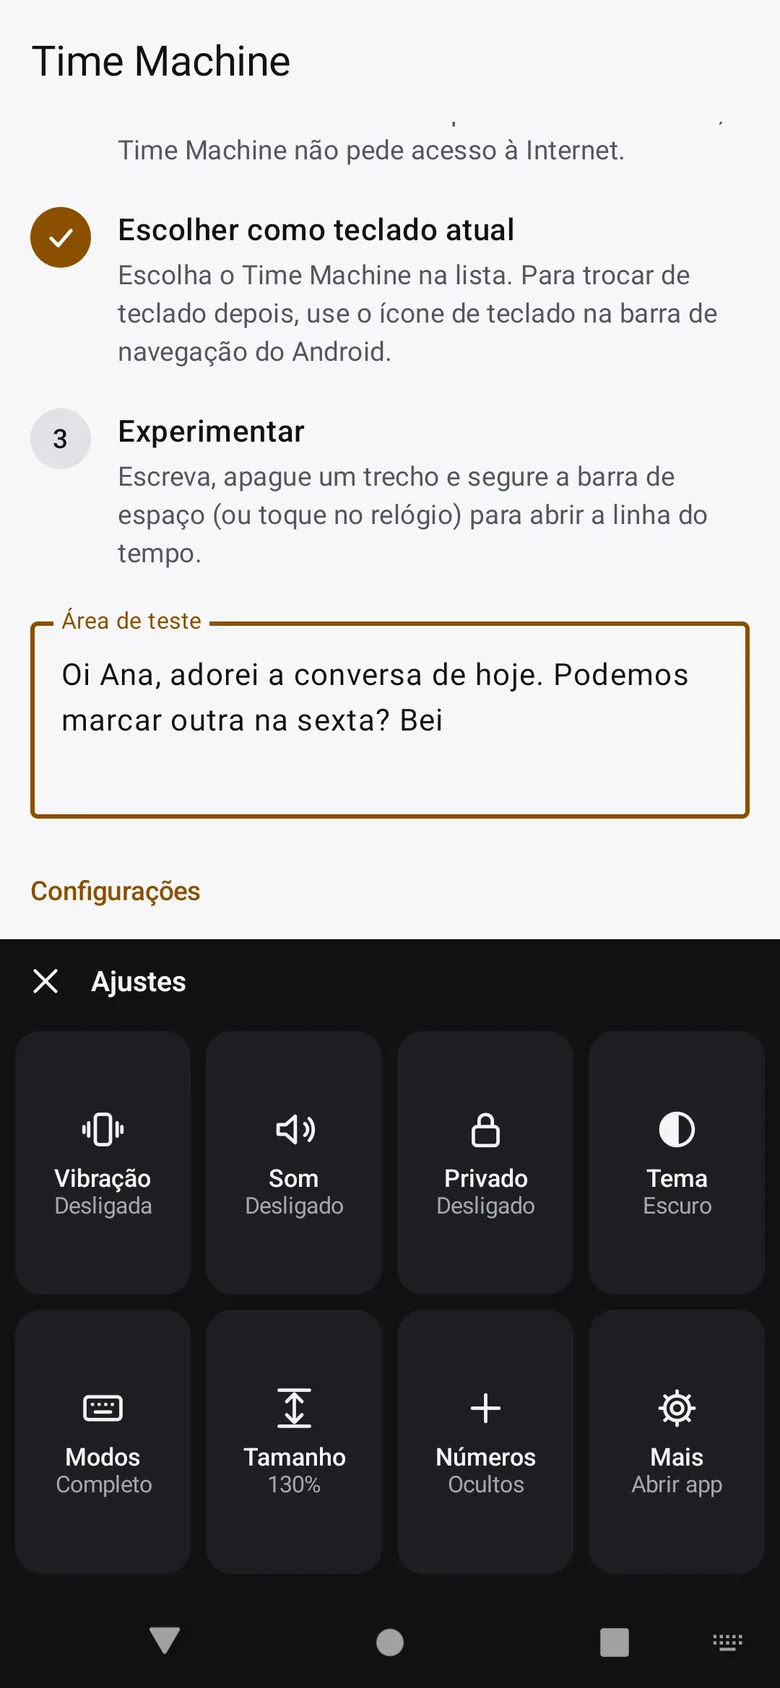 Time Machine
Time Machine não pede acesso à Internet.
Escolher como teclado atual
Escolha o Time Machine na lista. Para trocar de
teclado depois, use o ícone de teclado na barra de
navegação do Android.
3
Experimentar
Escreva, apague um trecho e segure a barra de
espaço (ou toque no relógio) para abrir a linha do
tempo.
Área de teste
Oi Ana, adorei a conversa de hoje. Podemos
marcar outra na sexta? Bei
Configurações
Ajustes
Vibração
Desligada
Som
Desligado
Privado
Desligado
Tema
Escuro
Modos
Completo
Tamanho
130%
Números
Ocultos
Mais
Abrir app